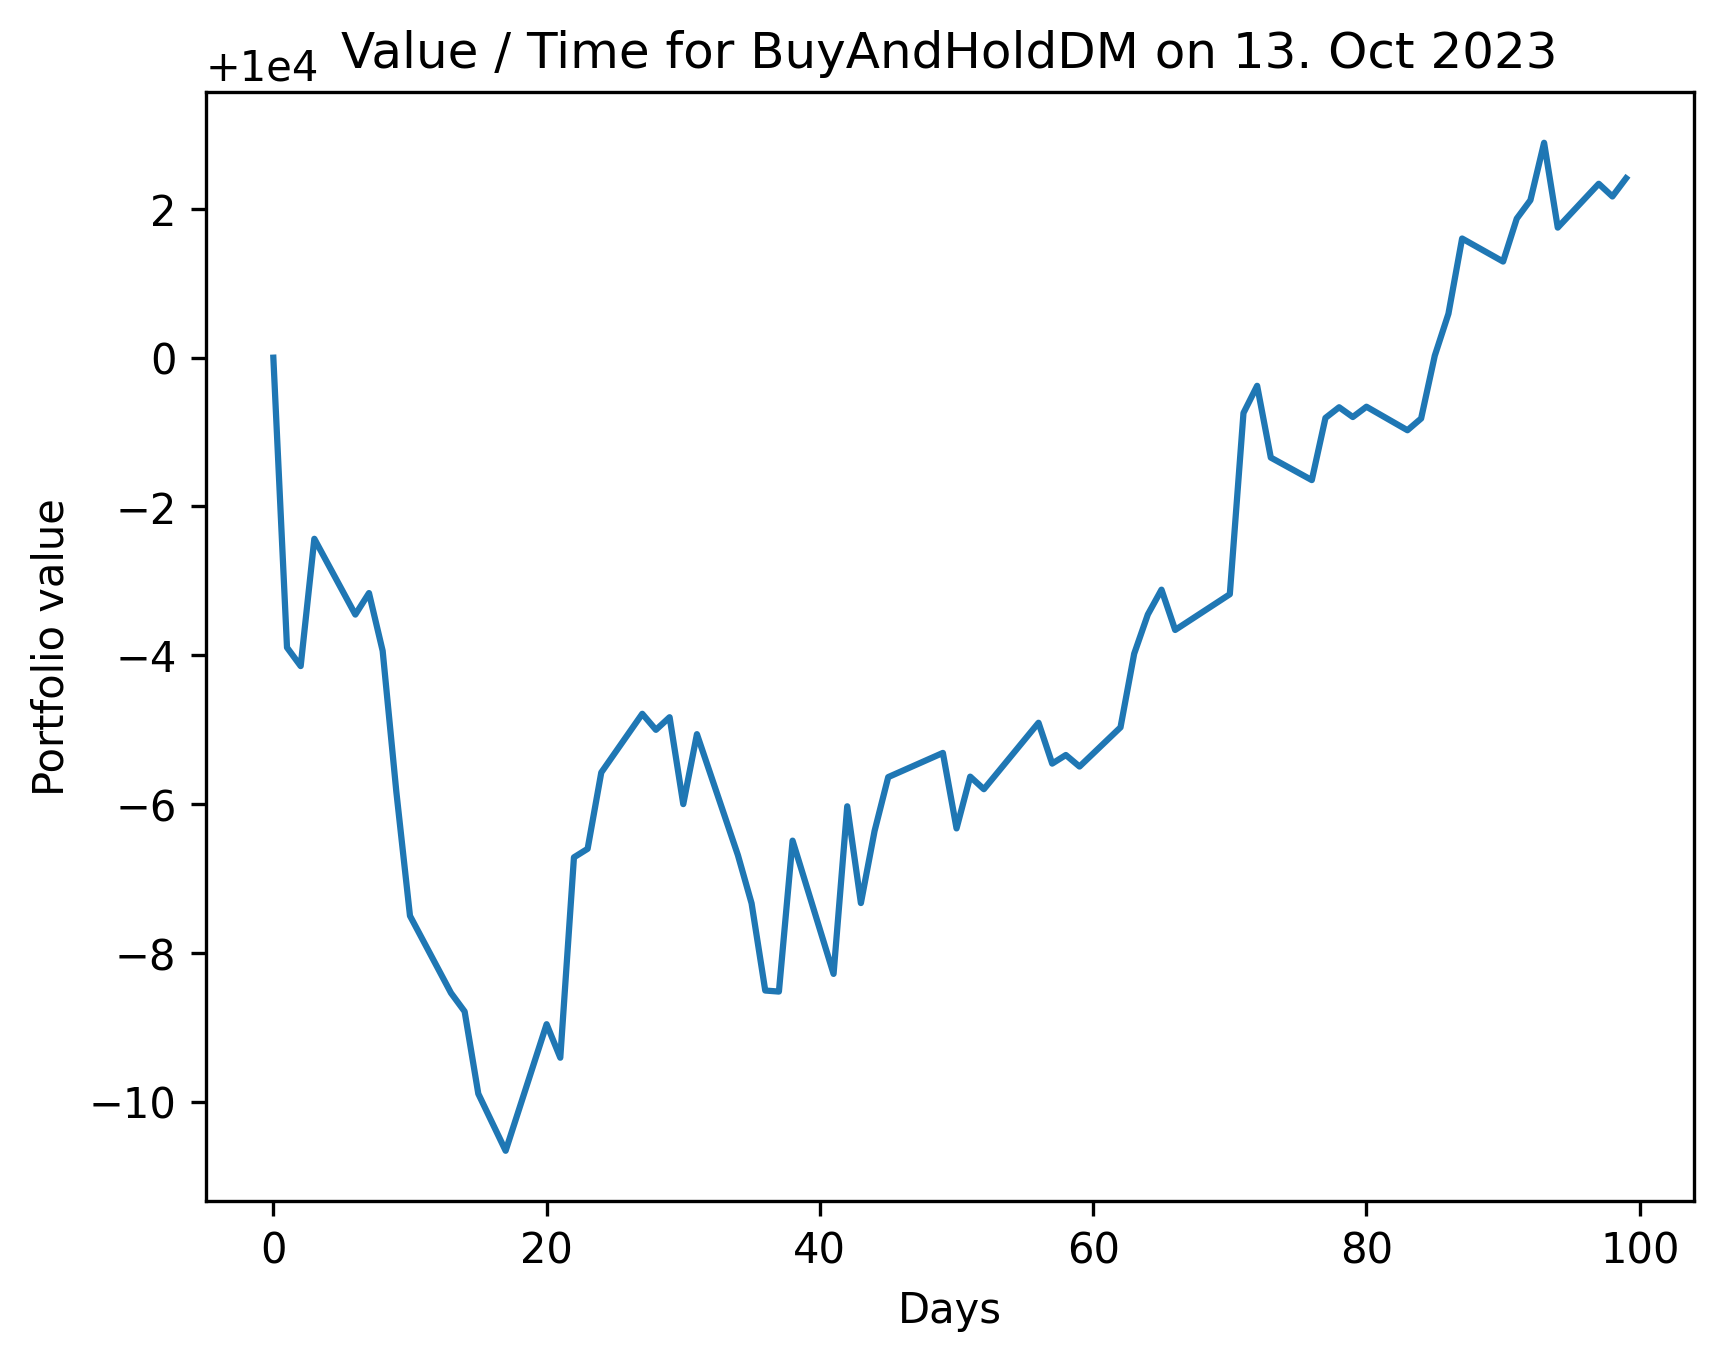 Value / Time for BuyAndHoldDM on 13. Oct 2023
+1e4
2
0
−2
−4
−6
−8
−10
Portfolio value
0 20 40 60 80 100
Days